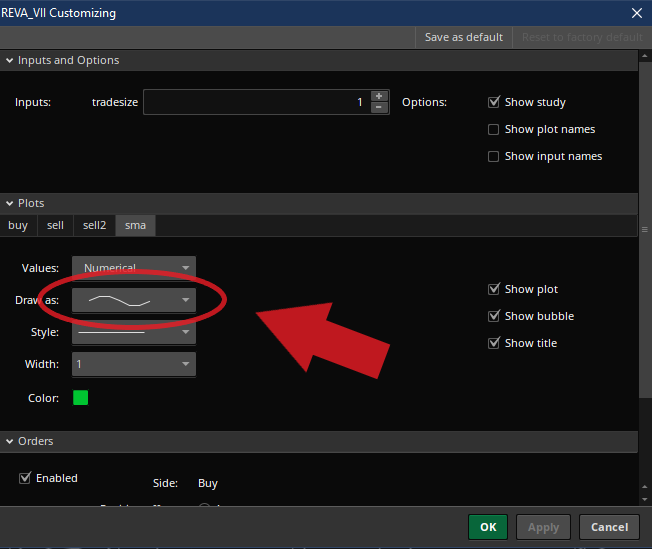 REVA_VII Customizing
Save as default Reset to factory default
Inputs and Options
Inputs: tradesize 1 Options: Show study
Show plot names
Show input names
Plots
buy sell sell2 sma
Values: Numerical
Draw as: Show plot
Show bubble
Style:
Show title
Width: 1
Color:
Orders
Enabled Side: Buy
OK Apply Cancel